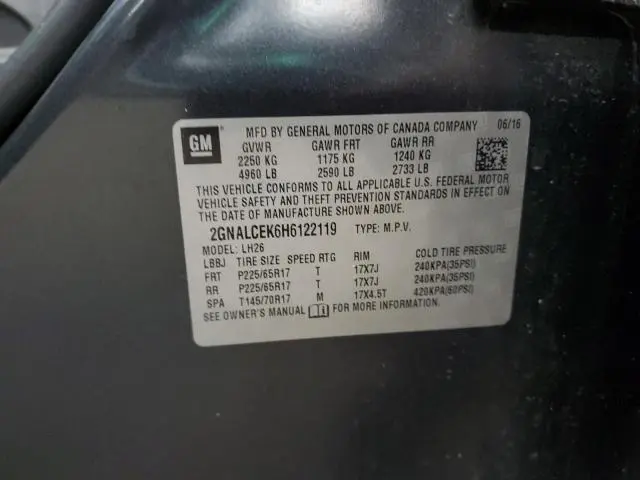 GM
MFD BY GENERAL MOTORS OF CANADA COMPANY 06/16
GVWR GAWR FRT GAWR RR
2250 KG 1175 KG 1240 KG
4960 LB 2590 LB 2733 LB
THIS VEHICLE CONFORMS TO ALL APPLICABLE U.S. FEDERAL MOTOR
VEHICLE SAFETY AND THEFT PREVENTION STANDARDS IN EFFECT ON
THE DATE OF MANUFACTURE SHOWN ABOVE.
2GNALCEK6H6122119 TYPE: M.P.V.
MODEL: LH26
LBBJ TIRE SIZE SPEED RTG RIM COLD TIRE PRESSURE
FRT P225/65R17 T 17X7J 240KPA(35PSI)
RR P225/65R17 T 17X7J 240KPA(35PSI)
SPA T145/70R17 M 17X4.5T 420KPA(60PSI)
SEE OWNER'S MANUAL FOR MORE INFORMATION.